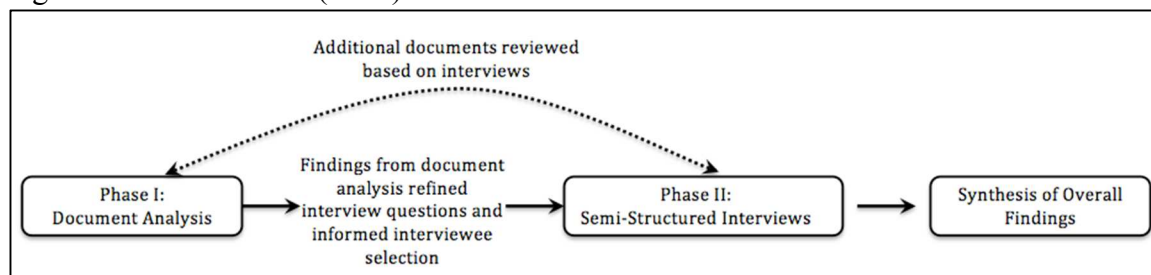 Additional documents reviewed
based on interviews
Phase I:
Document Analysis
Findings from document
analysis refined
interview questions and
informed interviewee
selection
Phase II:
Semi-Structured Interviews
Synthesis of Overall
Findings